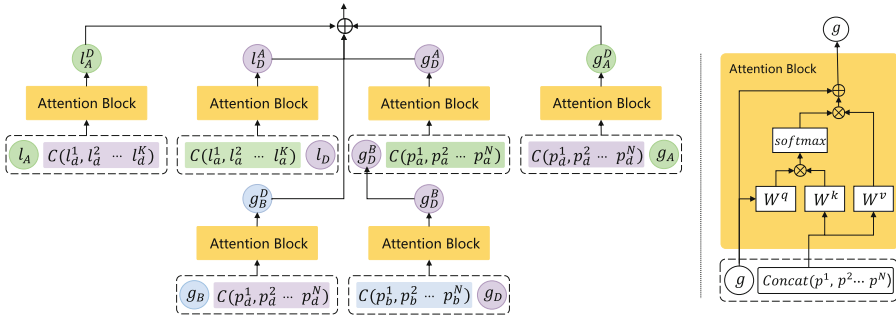 l_A^D
l_D^A
g_D^A
g_A^D
g
Attention Block
Attention Block
Attention Block
Attention Block
Attention Block
l_A C(l_d^1, l_d^2 ⋯ l_d^K)
C(l_a^1, l_a^2 ⋯ l_a^K) l_D
g_D^B C(p_a^1, p_a^2 ⋯ p_a^N)
C(p_d^1, p_d^2 ⋯ p_d^N) g_A
softmax
g_B^D
g_D^B
W^q
W^k
W^v
Attention Block
Attention Block
g_B C(p_d^1, p_d^2 ⋯ p_d^N)
C(p_b^1, p_b^2 ⋯ p_b^N) g_D
g Concat(p^1, p^2 ⋯ p^N)